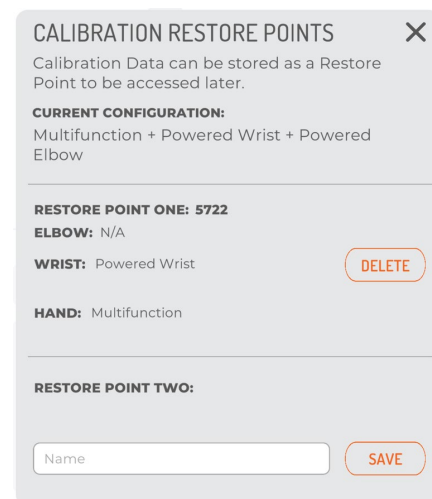 CALIBRATION RESTORE POINTS
Calibration Data can be stored as a Restore
Point to be accessed later.
CURRENT CONFIGURATION:
Multifunction + Powered Wrist + Powered
Elbow
RESTORE POINT ONE: 5722
ELBOW: N/A
WRIST: Powered Wrist
DELETE
HAND: Multifunction
RESTORE POINT TWO:
Name
SAVE